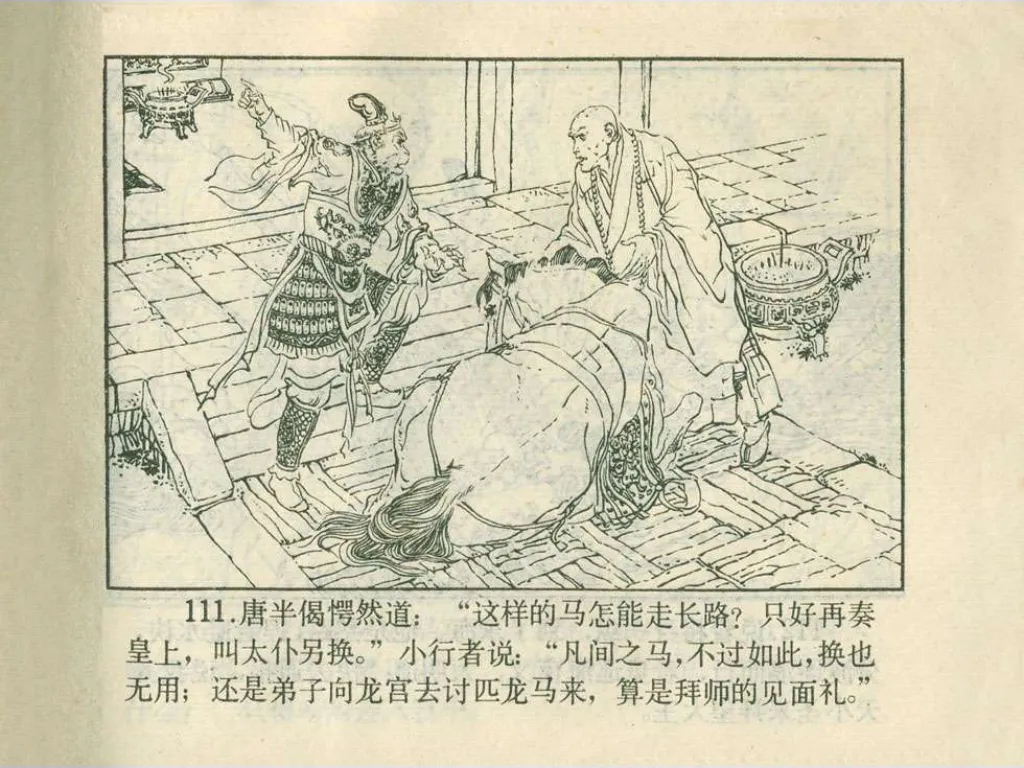 111.唐半偈愕然道：“这样的马怎能走长路？只好再奏
皇上，叫太仆另换。”小行者说：“凡间之马，不过如此，换也
无用；还是弟子向龙宫去讨匹龙马来，算是拜师的见面礼。”